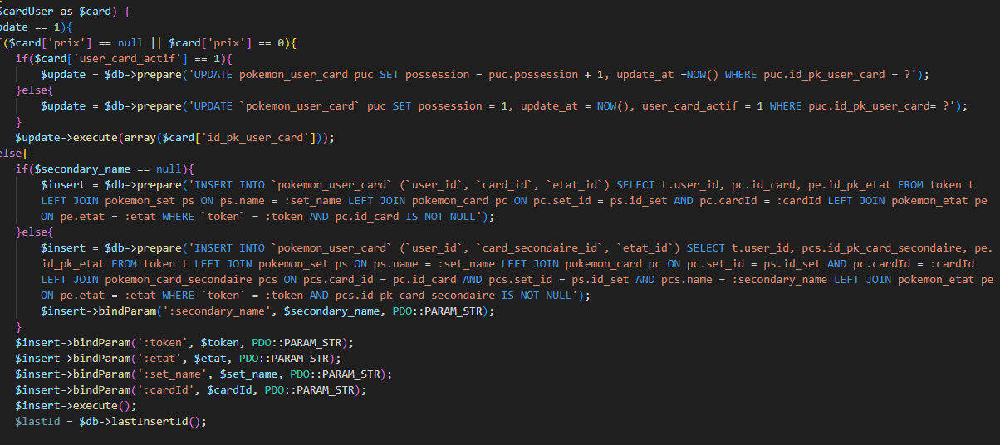 $cardUser as $card) {
pdate == 1){
f($card['prix'] == null || $card['prix'] == 0){
if($card['user_card_actif'] == 1){
$update = $db->prepare('UPDATE pokemon_user_card puc SET possession = puc.possession + 1, update_at =NOW() WHERE puc.id_pk_user_card = ?');
}else{
$update = $db->prepare('UPDATE `pokemon_user_card` puc SET possession = 1, update_at = NOW(), user_card_actif = 1 WHERE puc.id_pk_user_card= ?');
}
$update->execute(array($card['id_pk_user_card']));
else{
if($secondary_name == null){
$insert = $db->prepare('INSERT INTO `pokemon_user_card` (`user_id`, `card_id`, `etat_id`) SELECT t.user_id, pc.id_card, pe.id_pk_etat FROM token t
LEFT JOIN pokemon_set ps ON ps.name = :set_name LEFT JOIN pokemon_card pc ON pc.set_id = ps.id_set AND pc.cardId = :cardId LEFT JOIN pokemon_etat pe
ON pe.etat = :etat WHERE `token` = :token AND pc.id_card IS NOT NULL');
}else{
$insert = $db->prepare('INSERT INTO `pokemon_user_card` (`user_id`, `card_secondaire_id`, `etat_id`) SELECT t.user_id, pcs.id_pk_card_secondaire, pe.
id_pk_etat FROM token t LEFT JOIN pokemon_set ps ON ps.name = :set_name LEFT JOIN pokemon_card pc ON pc.set_id = ps.id_set AND pc.cardId = :cardId
LEFT JOIN pokemon_card_secondaire pcs ON pcs.card_id = pc.id_card AND pcs.set_id = ps.id_set AND pcs.name = :secondary_name LEFT JOIN pokemon_etat pe
ON pe.etat = :etat WHERE `token` = :token AND pcs.id_pk_card_secondaire IS NOT NULL');
$insert->bindParam(':secondary_name', $secondary_name, PDO::PARAM_STR);
}
$insert->bindParam(':token', $token, PDO::PARAM_STR);
$insert->bindParam(':etat', $etat, PDO::PARAM_STR);
$insert->bindParam(':set_name', $set_name, PDO::PARAM_STR);
$insert->bindParam(':cardId', $cardId, PDO::PARAM_STR);
$insert->execute();
$lastId = $db->lastInsertId();